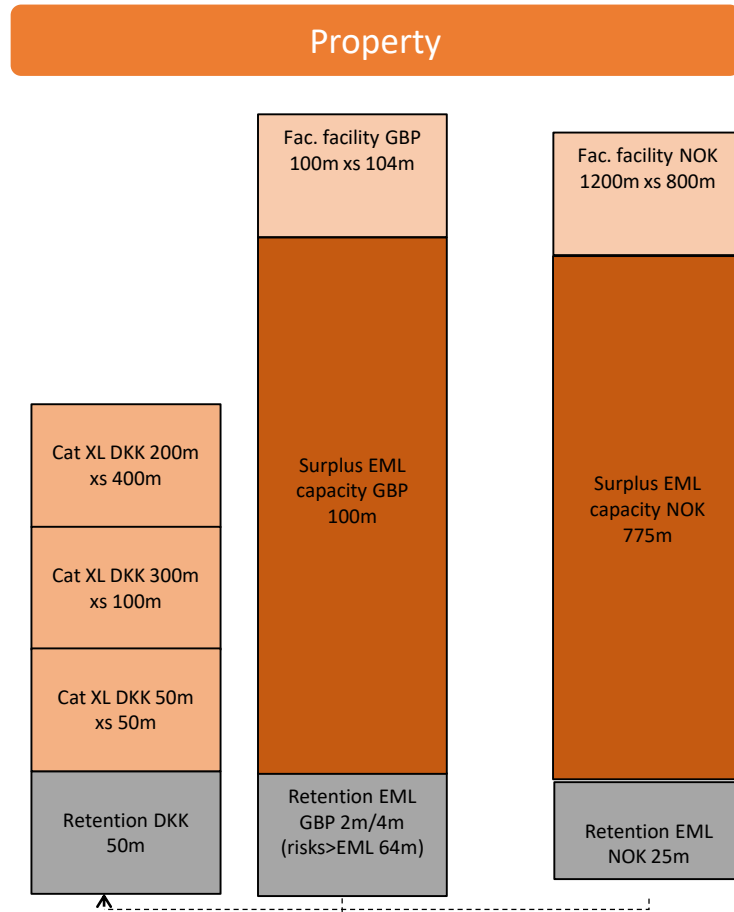 Property
Fac. facility GBP
100m xs 104m
Fac. facility NOK
1200m xs 800m
Cat XL DKK 200m
xs 400m
Surplus EML
capacity GBP
100m
Surplus EML
capacity NOK
775m
Cat XL DKK 300m
xs 100m
Cat XL DKK 50m
xs 50m
Retention DKK
50m
Retention EML
GBP 2m/4m
(risks>EML 64m)
Retention EML
NOK 25m